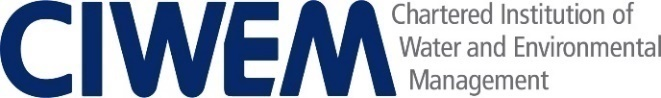 CIWEM
Chartered Institution of
Water and Environmental
Management